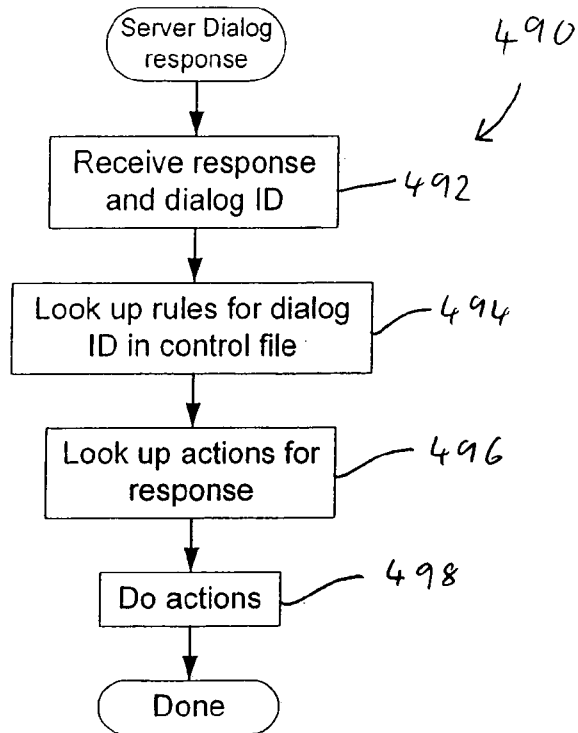 Server Dialog
response
490
Receive response
and dialog ID
492
Look up rules for dialog
ID in control file
494
Look up actions for
response
496
Do actions
498
Done